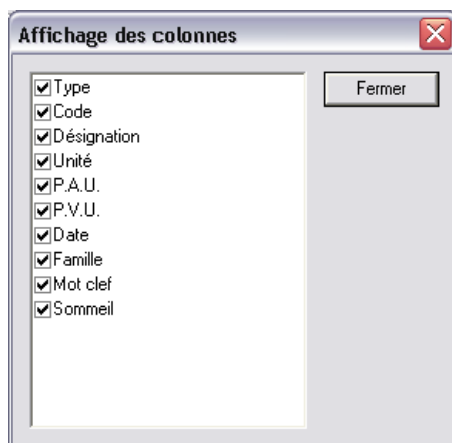 Affichage des colonnes
Type
Code
Désignation
Unité
P.A.U.
P.V.U.
Date
Famille
Mot clef
Sommeil
Fermer